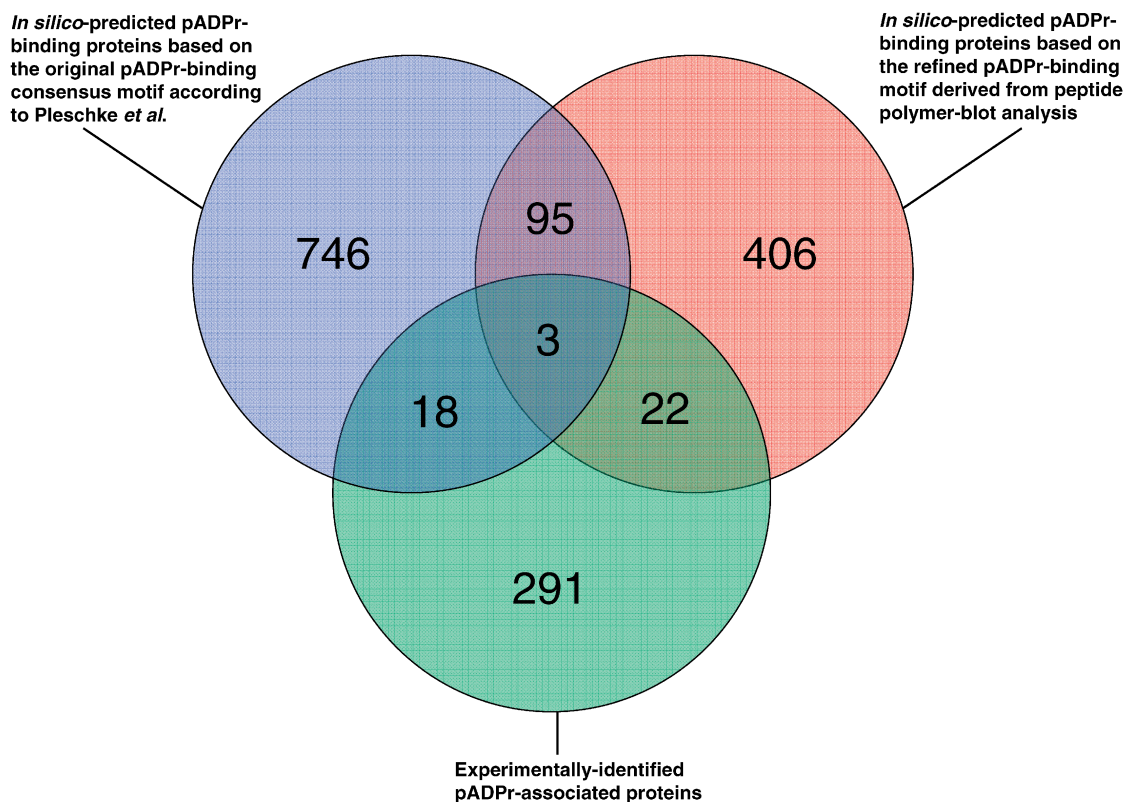 In silico-predicted pADPr-
binding proteins based on
the original pADPr-binding
consensus motif according
to Pleschke et al.
In silico-predicted pADPr-
binding proteins based on
the refined pADPr-binding
motif derived from peptide
polymer-blot analysis
95
746
406
3
18
22
291
Experimentally-identified
pADPr-associated proteins